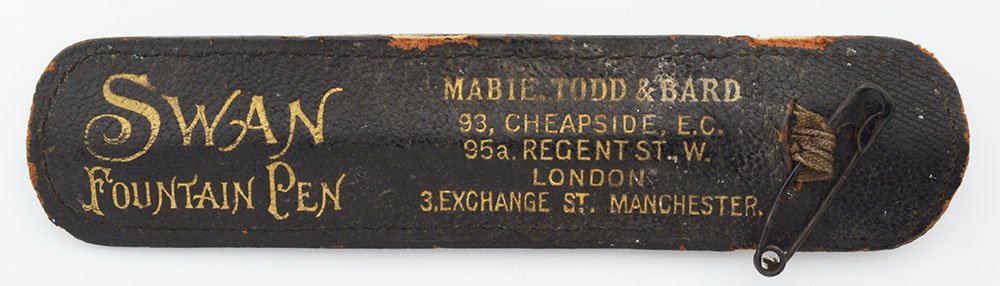 SWAN
FOUNTAIN PEN
MABIE. TODD & BARD
93, CHEAPSIDE, E.C.
95a. REGENT ST., W.
LONDON
3, EXCHANGE ST. MANCHESTER.